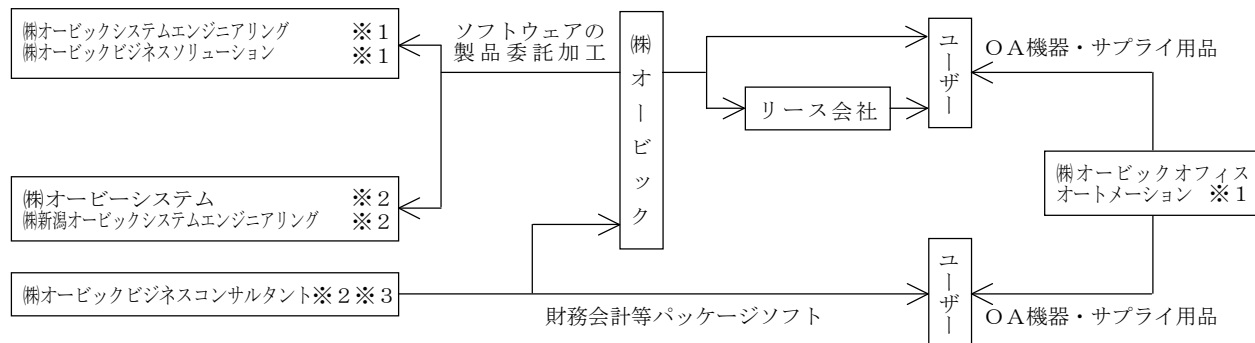 ㈱オービックシステムエンジニアリング ※１
㈱オービックビジネスソリューション ※１
ソフトウェアの
製品委託加工
㈱オービック
リース会社
ユーザー
ＯＡ機器・サプライ用品
㈱オービックオフィス
オートメーション ※１
㈱オービーシステム ※２
㈱新潟オービックシステムエンジニアリング ※２
㈱オービックビジネスコンサルタント※２※３
財務会計等パッケージソフト
ユーザー
ＯＡ機器・サプライ用品